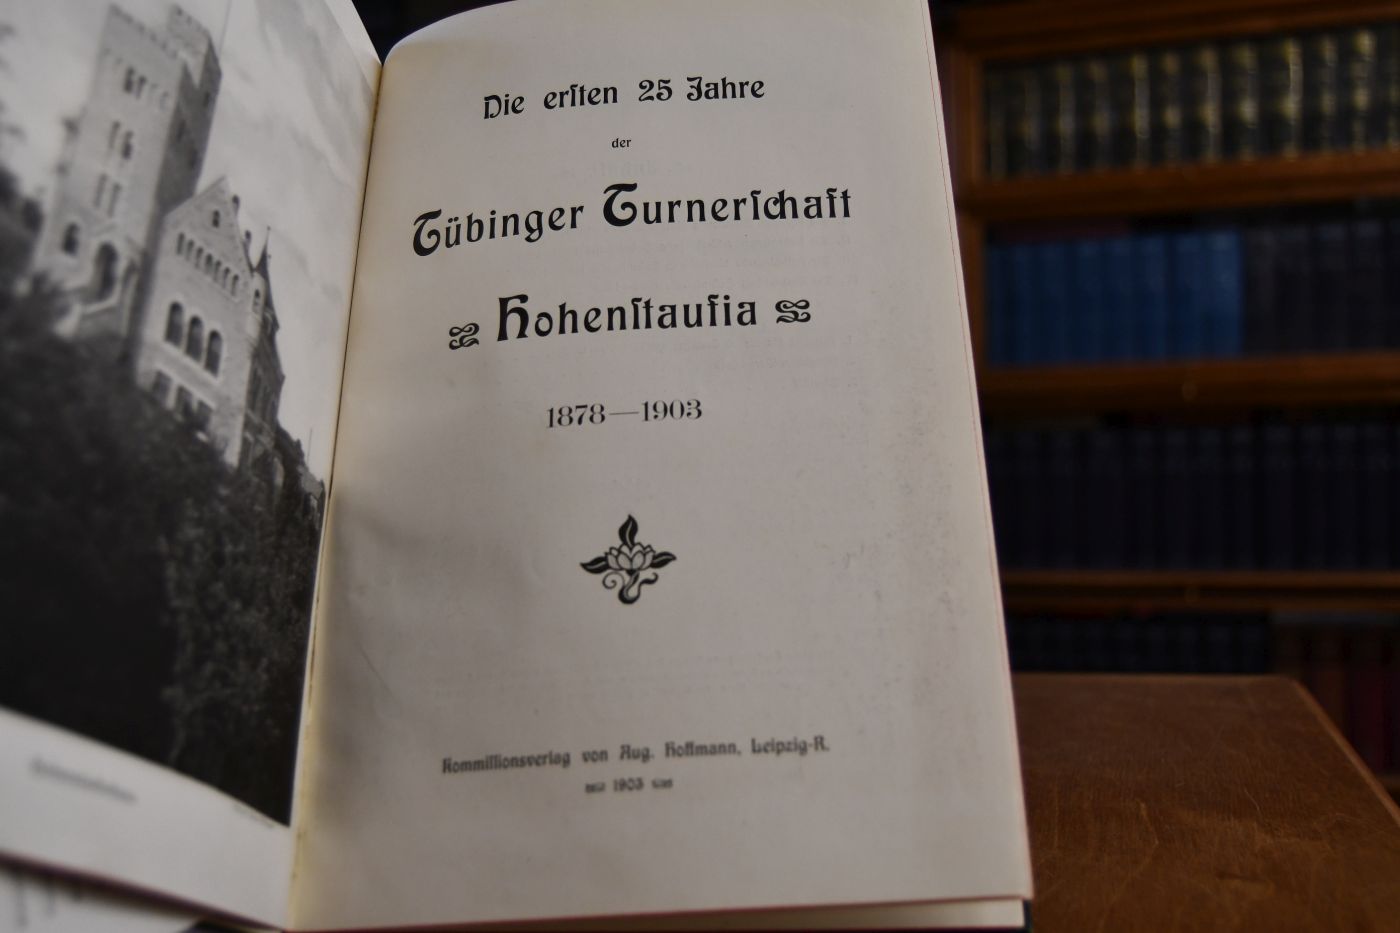 Die erſten 25 Jahre
der
Tübinger Turnerſchaft
Hohenſtaufia
1878—1903
Kommiſſionsverlag von Aug. Hoffmann, Leipzig-R.
1903